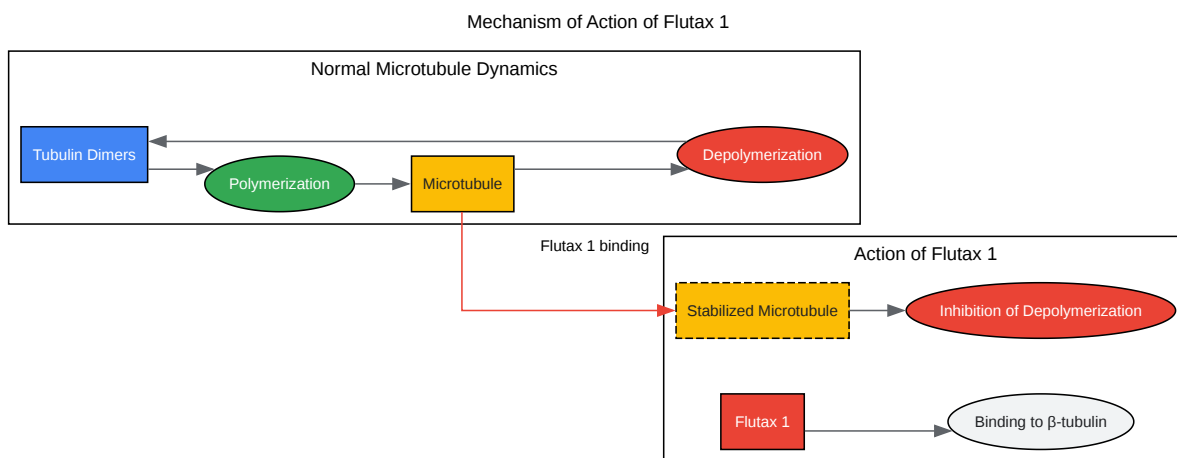 Mechanism of Action of Flutax 1
Normal Microtubule Dynamics
Tubulin Dimers
Polymerization
Microtubule
Depolymerization
Flutax 1 binding
Action of Flutax 1
Stabilized Microtubule
Inhibition of Depolymerization
Flutax 1
Binding to β-tubulin